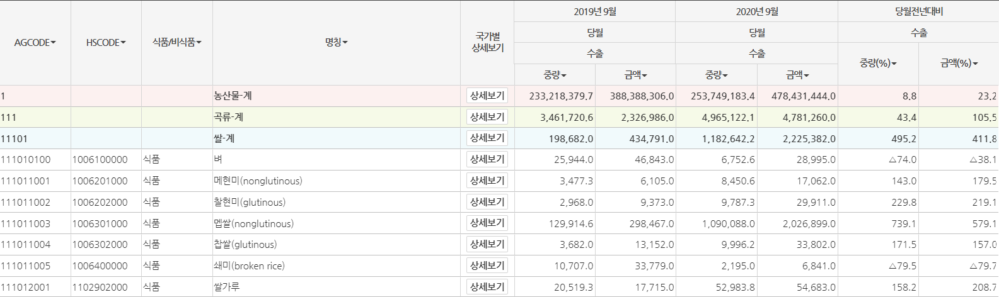 AGCODE▾ HSCODE▾ 식품/비식품▾ 명칭▾ 국가별 상세보기 2019년 9월 2020년 9월 당월전년대비
당월 당월 수출
수출 수출 중량(%)▾ 금액(%)▾
중량▾ 금액▾ 중량▾ 금액▾
1 농산물-계 상세보기 233,218,379.7 388,388,306.0 253,749,183.4 478,431,444.0 8.8 23.2
111 곡류-계 상세보기 3,461,720.6 2,326,986.0 4,965,122.1 4,781,260.0 43.4 105.5
11101 쌀-계 상세보기 198,682.0 434,791.0 1,182,642.2 2,225,382.0 495.2 411.8
111010100 1006100000 식품 벼 상세보기 25,944.0 46,843.0 6,752.6 28,995.0 △74.0 △38.1
111011001 1006201000 식품 메현미(nonglutinous) 상세보기 3,477.3 6,105.0 8,450.6 17,062.0 143.0 179.5
111011002 1006202000 식품 찰현미(glutinous) 상세보기 2,968.0 9,373.0 9,787.3 29,911.0 229.8 219.1
111011003 1006301000 식품 멥쌀(nonglutinous) 상세보기 129,914.6 298,467.0 1,090,088.0 2,026,899.0 739.1 579.1
111011004 1006302000 식품 찹쌀(glutinous) 상세보기 3,682.0 13,152.0 9,996.2 33,802.0 171.5 157.0
111011005 1006400000 식품 쇄미(broken rice) 상세보기 10,707.0 33,779.0 2,195.0 6,841.0 △79.5 △79.7
111012001 1102902000 식품 쌀가루 상세보기 20,519.3 17,715.0 52,983.8 54,683.0 158.2 208.7